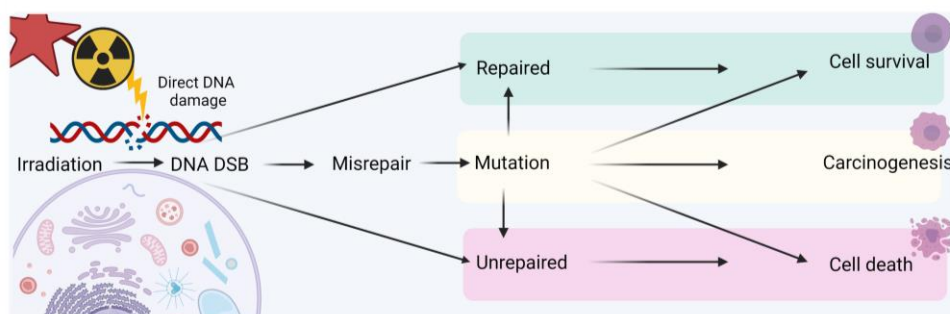 Direct DNA
damage
Repaired
Cell survival
Irradiation
DNA DSB
Misrepair
Mutation
Carcinogenesis
Unrepaired
Cell death